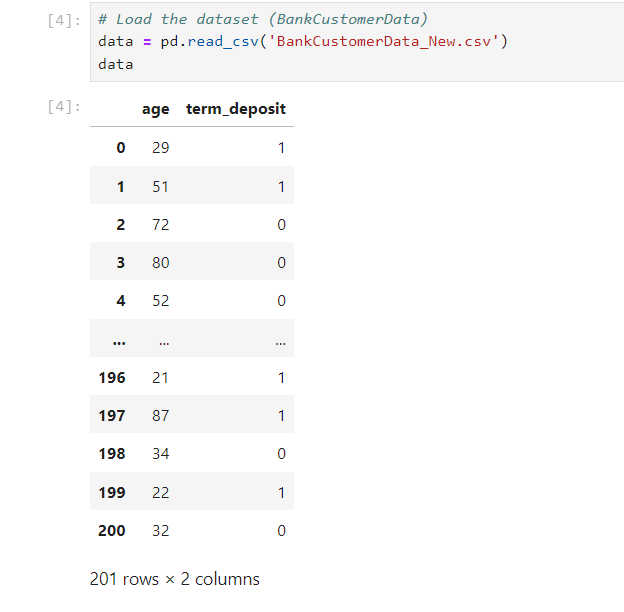 [4]: # Load the dataset (BankCustomerData)
data = pd.read_csv('BankCustomerData_New.csv')
data
[4]: age term_deposit
0 29 1
1 51 1
2 72 0
3 80 0
4 52 0
... ... ...
196 21 1
197 87 1
198 34 0
199 22 1
200 32 0
201 rows × 2 columns